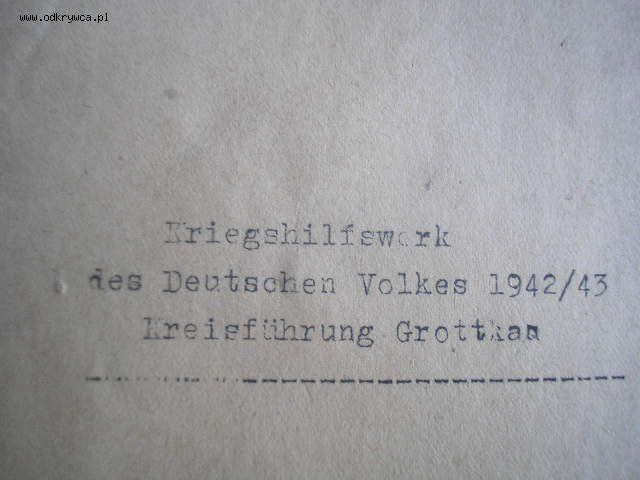 www.odkrywca.pl
Kriegshilfswerk
des Deutschen Volkes 1942/43
Kreisführung Grottkau